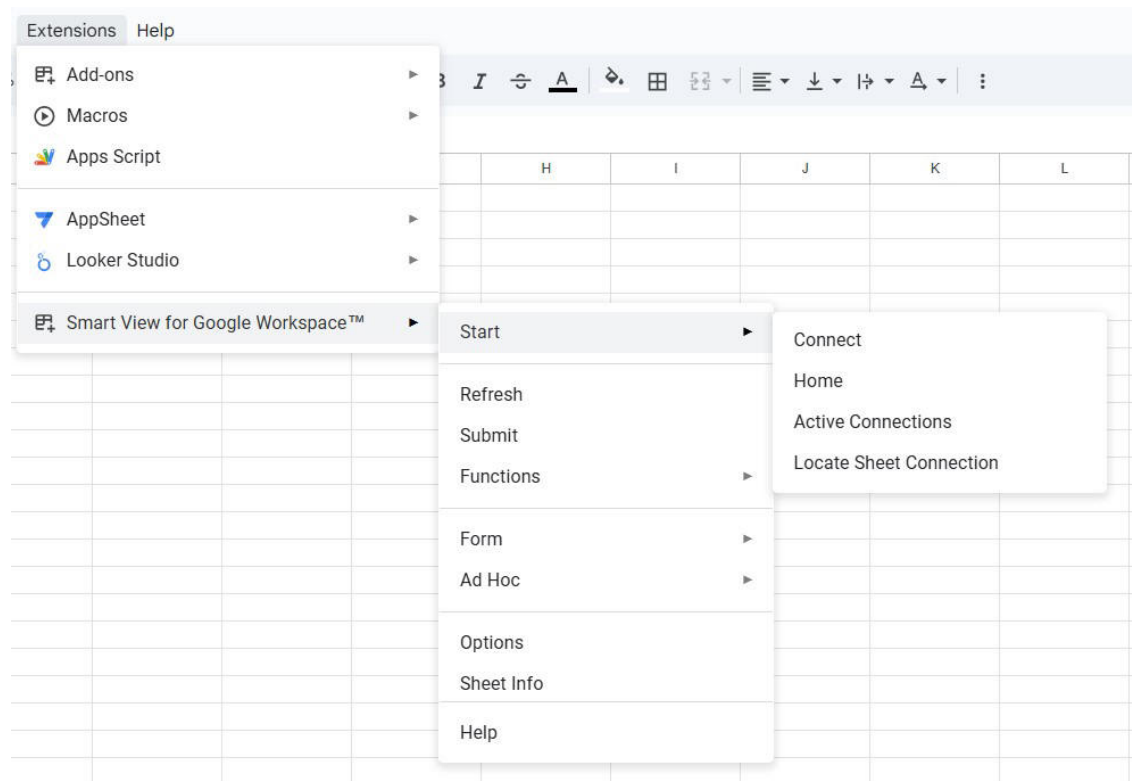 Extensions Help
Add-ons
Macros
Apps Script
AppSheet
Looker Studio
Smart View for Google Workspace™
I A
A
H I J K L
Start
Refresh
Submit
Functions
Form
Ad Hoc
Options
Sheet Info
Help
Connect
Home
Active Connections
Locate Sheet Connection